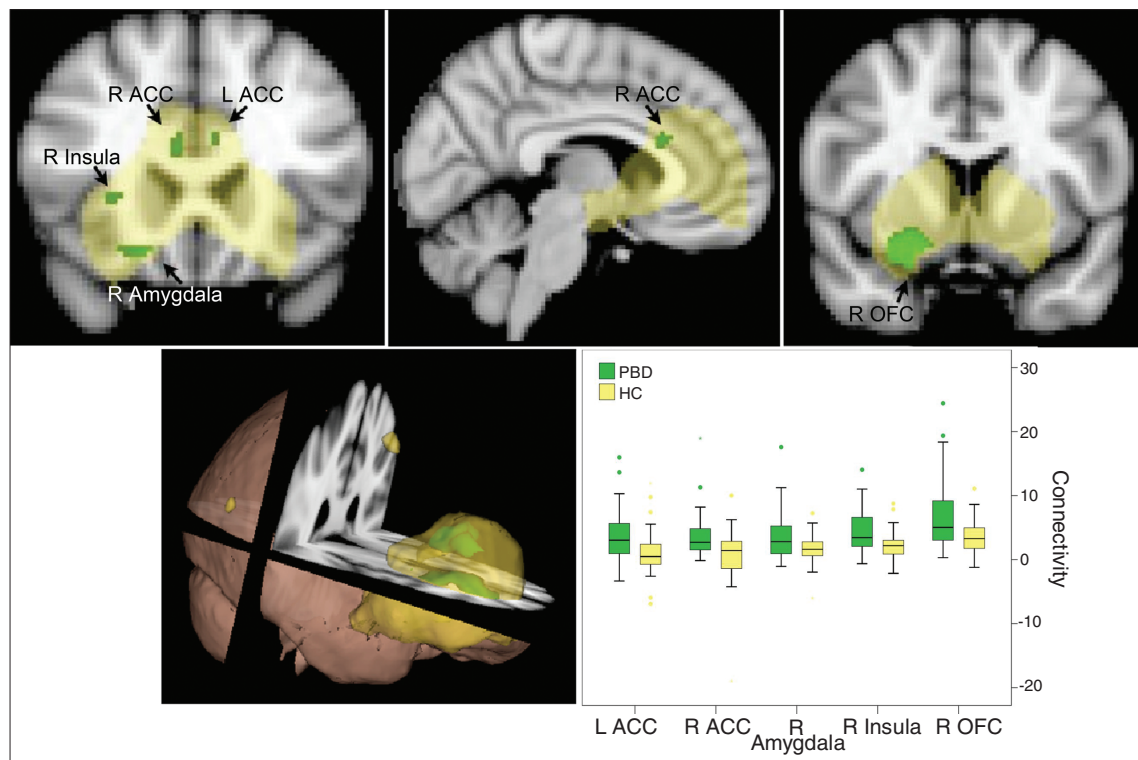 R ACC L ACC
R Insula
R Amygdala
R ACC
R OFC
PBD
HC
30
20
10
0
-10
-20
Connectivity
L ACC R ACC R R Insula R OFC
Amygdala